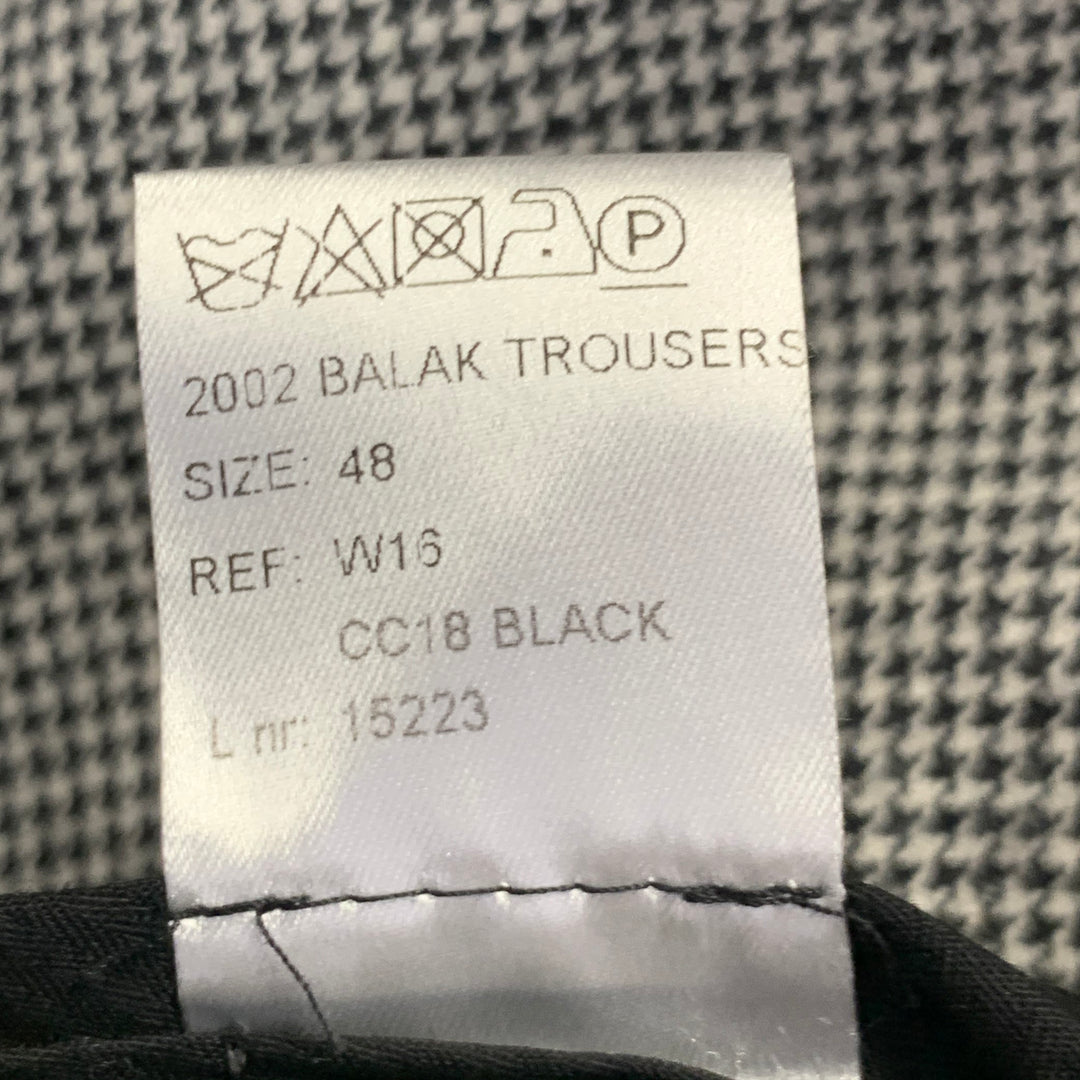 P
2002 BALAK TROUSERS
SIZE: 48
REF: W16
CC18 BLACK
L nr: 15223